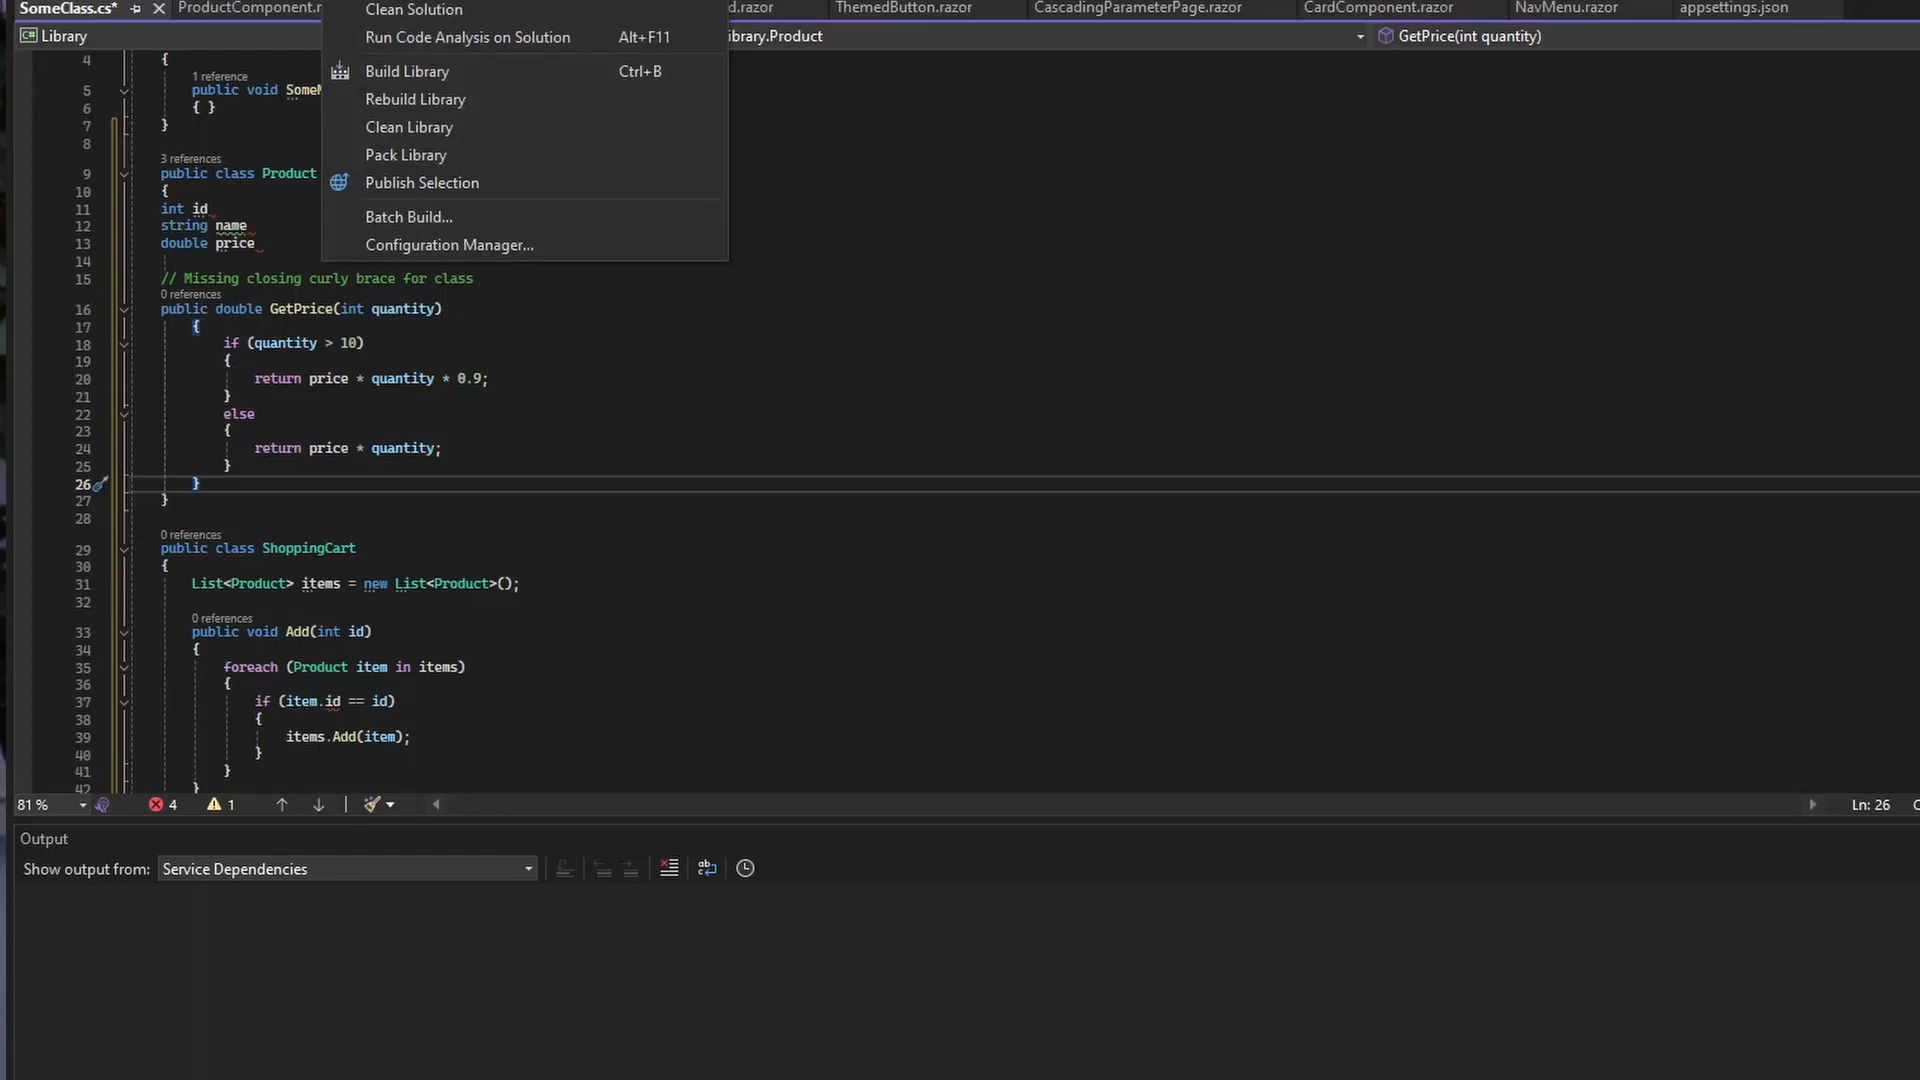 SomeClass.cs*
ProductComponent.r
d.razor
ThemedButton.razor
CascadingParameterPage.razor
CardComponent.razor
NavMenu.razor
appsettings.json
C# Library
ibrary.Product
GetPrice(int quantity)
Clean Solution
Run Code Analysis on Solution Alt+F11
Build Library Ctrl+B
Rebuild Library
Clean Library
Pack Library
Publish Selection
Batch Build...
Configuration Manager...
4 {
1 reference
5 public void SomeM
6 { }
7 }
8
3 references
9 public class Product
10 {
11 int id
12 string name
13 double price
14
15 // Missing closing curly brace for class
0 references
16 public double GetPrice(int quantity)
17 {
18 if (quantity > 10)
19 {
20 return price * quantity * 0.9;
21 }
22 else
23 {
24 return price * quantity;
25 }
26 }
27 }
28
0 references
29 public class ShoppingCart
30 {
31 List<Product> items = new List<Product>();
32
0 references
33 public void Add(int id)
34 {
35 foreach (Product item in items)
36 {
37 if (item.id == id)
38 {
39 items.Add(item);
40 }
41 }
42 }
81 % 4 1 Ln: 26
Output
Show output from: Service Dependencies